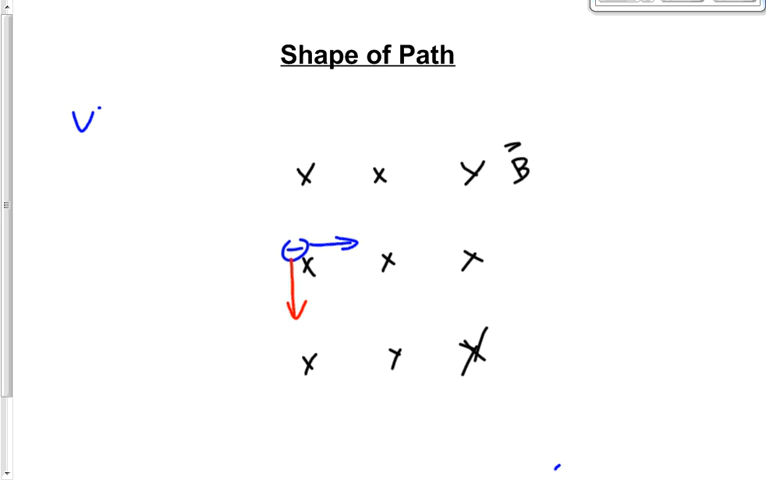 Shape of Path
V
x x x B
−
x x x
x x x